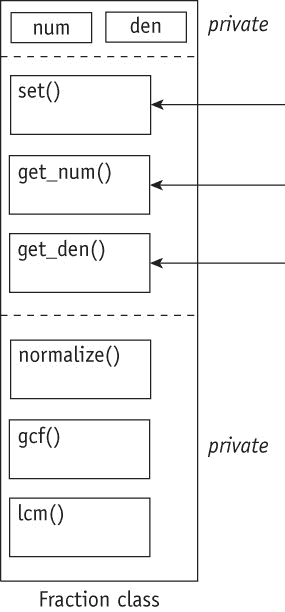 num den private
set()
get_num()
get_den()
normalize()
gcf()
private
lcm()
Fraction class